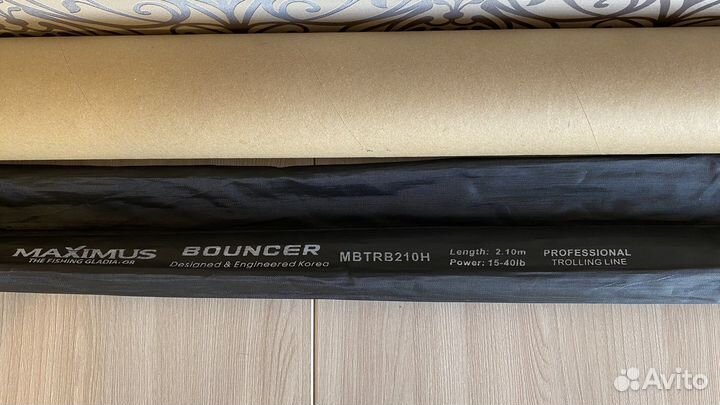 MAXIMUS
THE FISHING GLADIATOR
BOUNCER
Designed & Engineered Korea
MBTRB210H
Length: 2.10m
Power: 15-40lb
PROFESSIONAL
TROLLING LINE
Avito